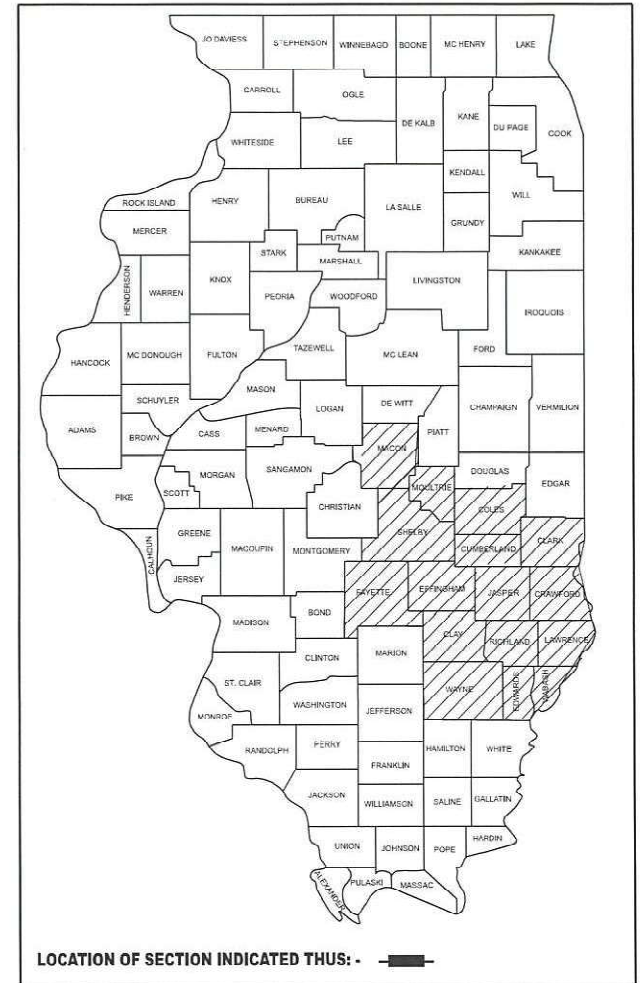 JO DAVIESS
STEPHENSON
WINNEBAGO
BOONE
MC HENRY
LAKE
CARROLL
OGLE
DE KALB
KANE
DU PAGE
COOK
WHITESIDE
LEE
KENDALL
WILL
ROCK ISLAND
HENRY
BUREAU
LA SALLE
GRUNDY
MERCER
PUTNAM
STARK
MARSHALL
KANKAKEE
HENDERSON
WARREN
KNOX
PEORIA
WOODFORD
LIVINGSTON
IROQUOIS
HANCOCK
MC DONOUGH
FULTON
TAZEWELL
MC LEAN
FORD
MASON
SCHUYLER
LOGAN
DE WITT
CHAMPAIGN
VERMILION
ADAMS
BROWN
CASS
MENARD
PIATT
MACON
MORGAN
SANGAMON
DOUGLAS
EDGAR
PIKE
SCOTT
CHRISTIAN
MOULTRIE
COLES
SHELBY
GREENE
CALHOUN
MACOUPIN
MONTGOMERY
CUMBERLAND
CLARK
JERSEY
FAYETTE
EFFINGHAM
JASPER
CRAWFORD
MADISON
BOND
CLAY
RICHLAND
LAWRENCE
MARION
CLINTON
ST. CLAIR
WAYNE
EDWARDS
WABASH
WASHINGTON
JEFFERSON
MONROE
RANDOLPH
PERRY
HAMILTON
WHITE
FRANKLIN
JACKSON
WILLIAMSON
SALINE
GALLATIN
UNION
JOHNSON
POPE
HARDIN
ALEXANDER
PULASKI
MASSAC
LOCATION OF SECTION INDICATED THUS: -